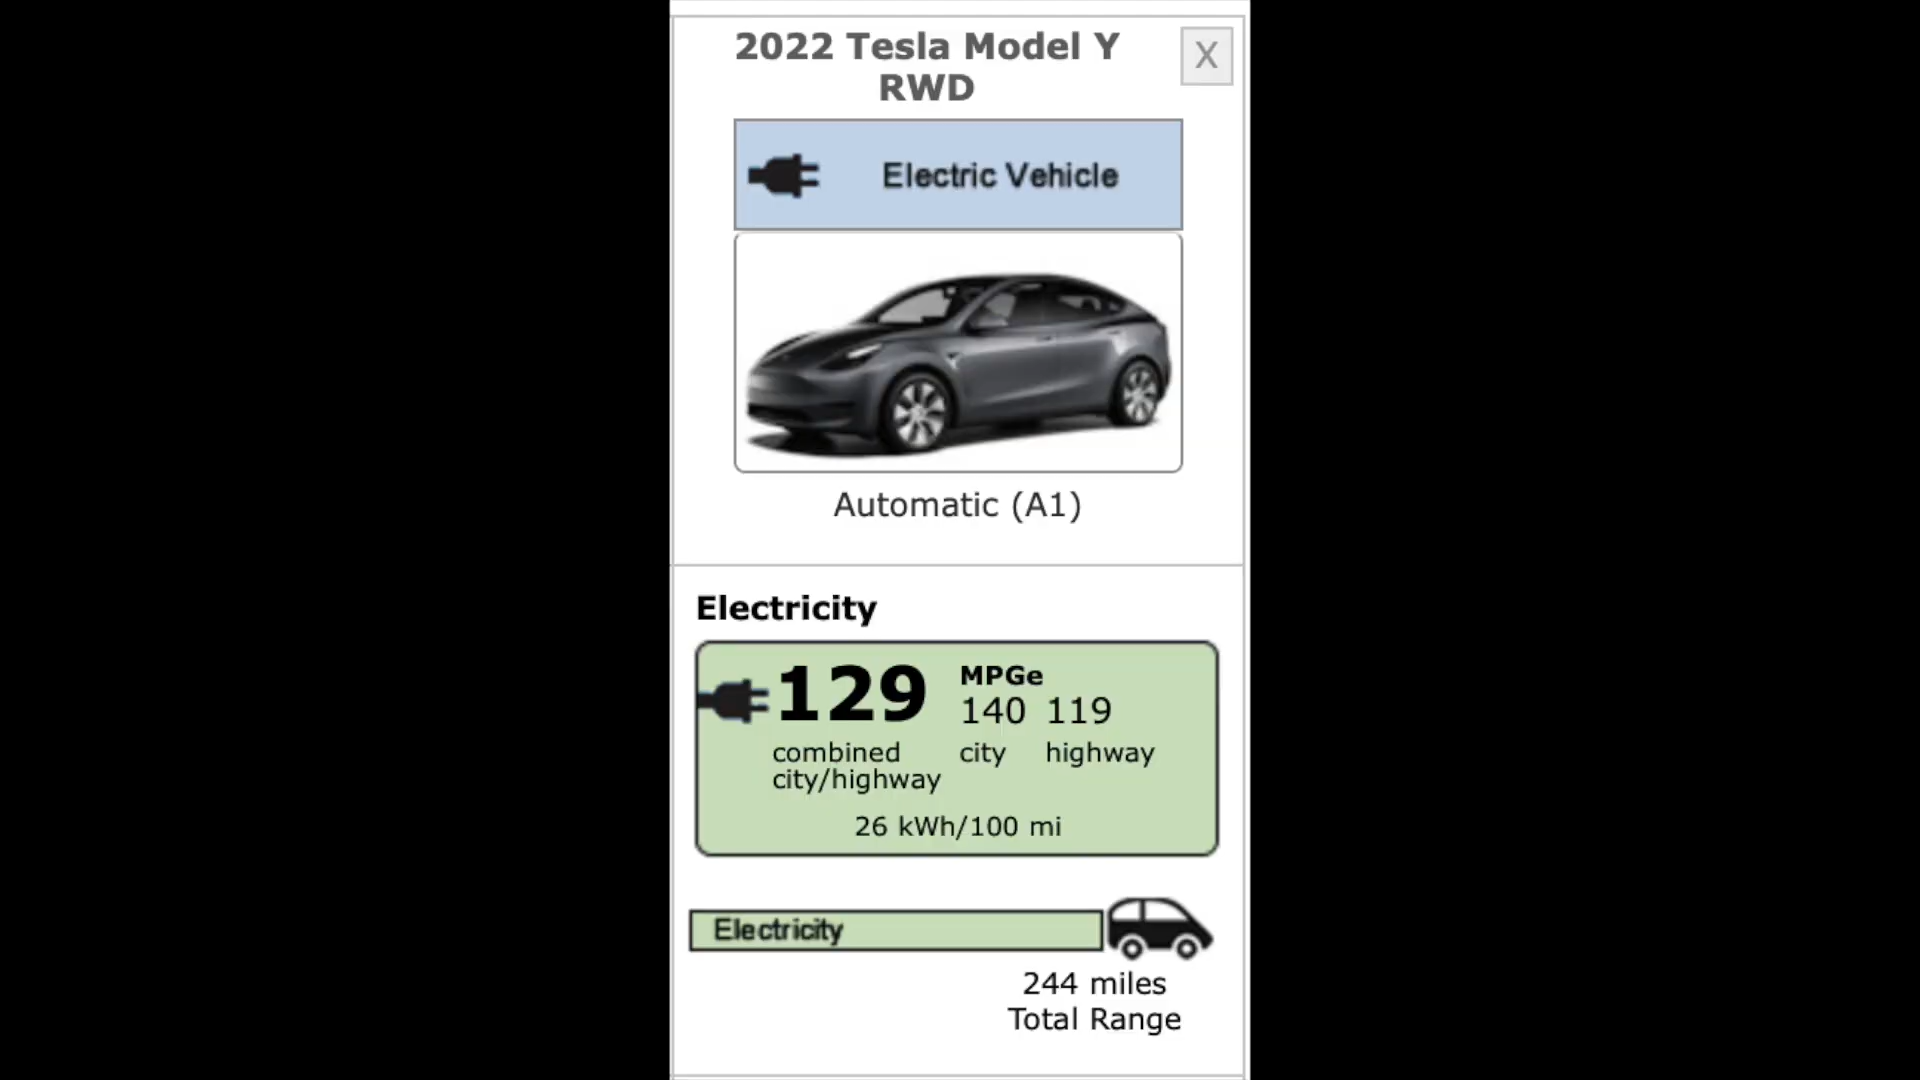 2022 Tesla Model Y
RWD
X
Electric Vehicle
Automatic (A1)
Electricity
129 MPGe
140 119
combined city highway
city/highway
26 kWh/100 mi
Electricity
244 miles
Total Range